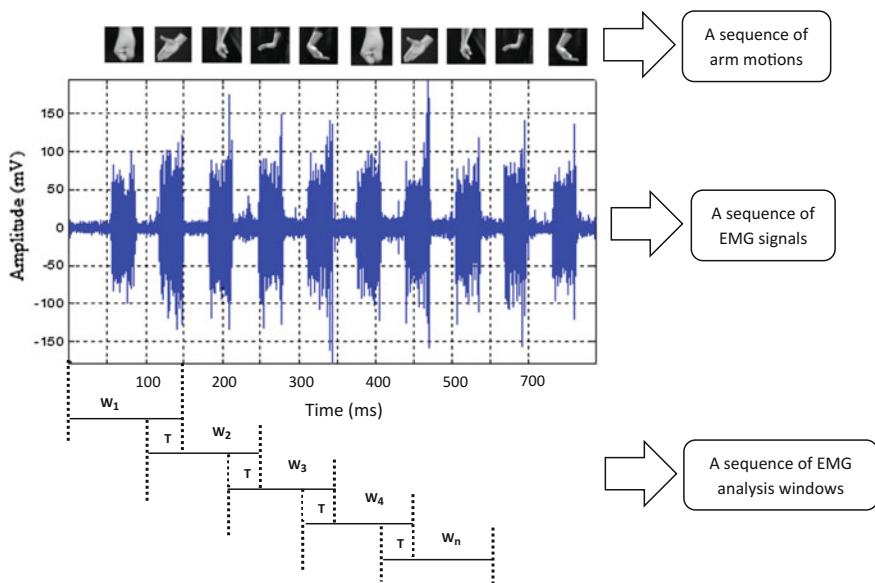 A sequence of
arm motions
Amplitude (mV)
150
100
50
0
-50
-100
-150
A sequence of
EMG signals
100 200 300 400 500 700
Time (ms)
W1
T W2
T W3
T W4
T Wn
A sequence of EMG
analysis windows